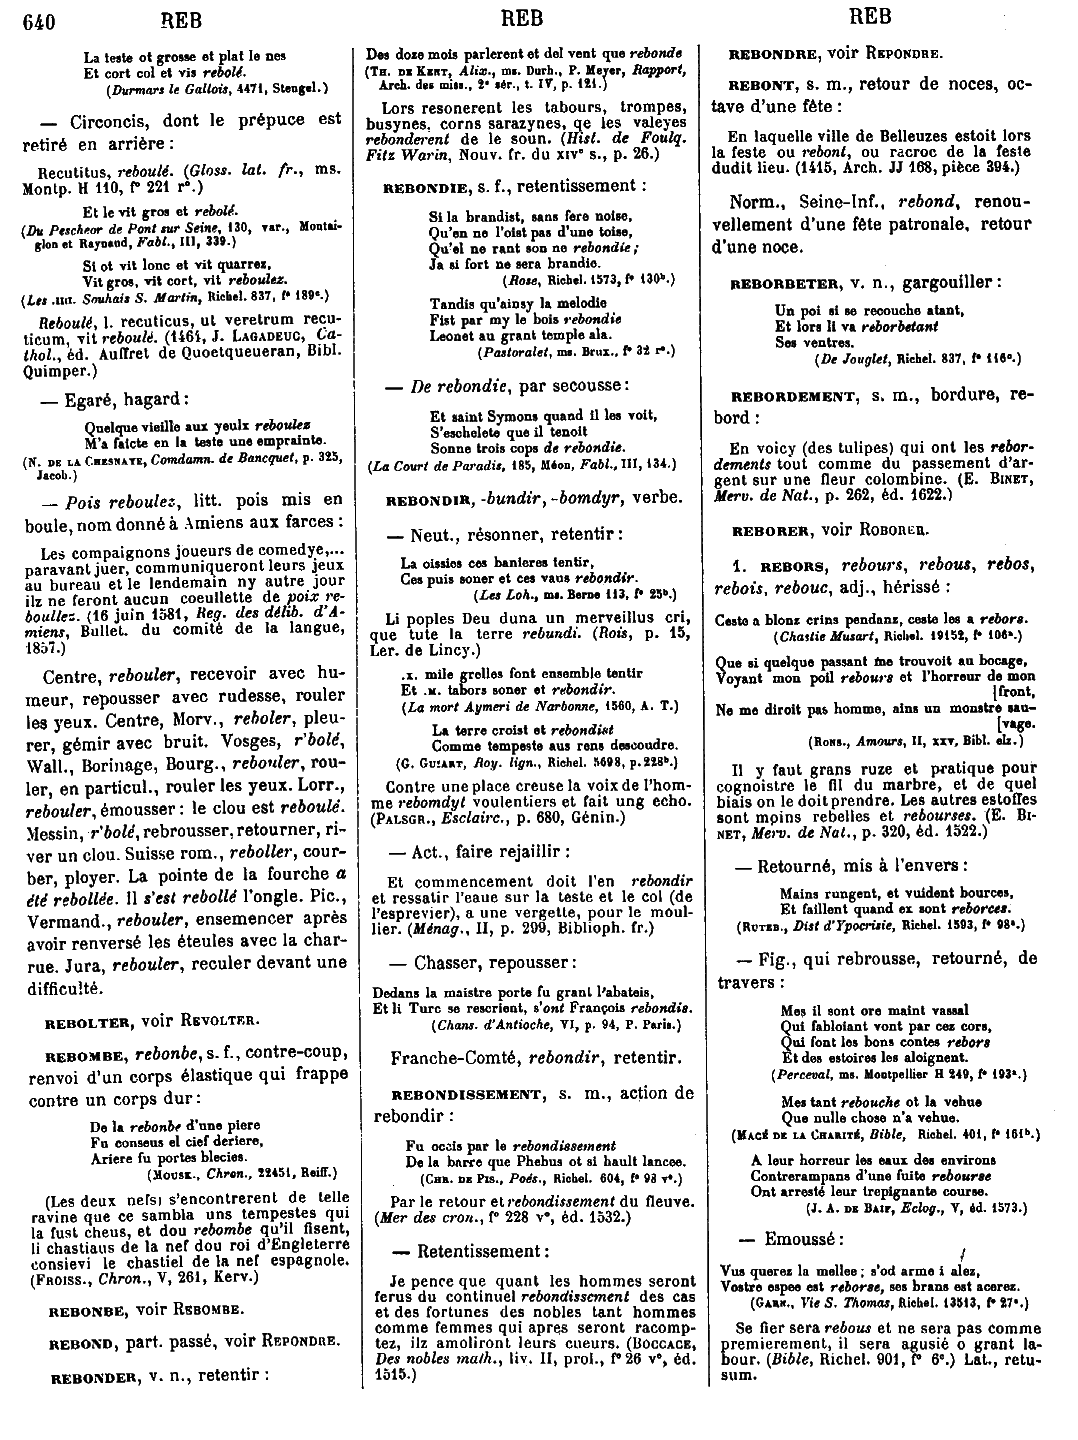 640 REB REB REB
La teste ot grosse et plat le nes
Et cort col et vis rebolé.
(Durmars le Gallois, 4471, Stengel.)
— Circoncis, dont le prépuce est
retiré en arrière :
Recutitus, reboulé. (Gloss. lat. fr., ms.
Montp. H 110, f° 221 r°.)
Et le vit gros et rebolé.
(Du Pescheor de Pont sur Seine, 130, var., Montai-
glon et Raynaud, Fabl., III, 339.)
Si ot vit lonc et vit quarrez,
Vit gros, vit cort, vit reboulez.
(Les .IIII. Souhais S. Martin, Richel. 837, f° 189ᶜ.)
Reboulé, l. recuticus, ut veretrum recu-
ticum, vit reboulé. (1464, J. LAGADEUC, Ca-
thol., éd. Auffret de Quoetqueueran, Bibl.
Quimper.)
— Egaré, hagard :
Quelque vieille aux yeulx reboulez
M'a faicte en la teste une emprainte.
(N. DE LA CHESNAYE, Comdamn. de Bancquet, p. 325,
Jacob.)
— Pois reboulez, litt. pois mis en
boule, nom donné à Amiens aux farces :
Les compaignons joueurs de comedye,...
paravant juer, communiqueront leurs jeux
au bureau et le lendemain ny autre jour
ilz ne feront aucun coeullette de poix re-
boullez. (16 juin 1581, Reg. des délib. d'A-
miens, Bullet. du comité de la langue,
1857.)
Centre, rebouler, recevoir avec hu-
meur, repousser avec rudesse, rouler
les yeux. Centre, Morv., reboler, pleu-
rer, gémir avec bruit. Vosges, r'bolé,
Wall., Borinage, Bourg., rebouler, rou-
ler, en particul., rouler les yeux. Lorr.,
rebouler, émousser : le clou est reboulé.
Messin, r'bolé, rebrousser, retourner, ri-
ver un clou. Suisse rom., reboller, cour-
ber, ployer. La pointe de la fourche a
été rebollée. Il s'est rebollé l'ongle. Pic.,
Vermand., rebouler, ensemencer après
avoir renversé les éteules avec la char-
rue. Jura, rebouler, reculer devant une
difficulté.
REBOLTER, voir REVOLTER.
REBOMBE, rebonbe, s. f., contre-coup,
renvoi d'un corps élastique qui frappe
contre un corps dur :
De la rebonbe d'une piere
Fu conseus el cief deriere,
Ariere fu portes blecies.
(MOUSK., Chron., 22451, Reiff.)
(Les deux nefs) s'encontrerent de telle
ravine que ce sambla uns tempestes qui
la fust cheus, et dou rebombe qu'il fisent,
li chastiaus de la nef dou roi d'Engleterre
consievi le chastiel de la nef espagnole.
(FROISS., Chron., V, 261, Kerv.)
REBONBE, voir REBOMBE.
REBOND, part. passé, voir REPONDRE.
REBONDER, v. n., retentir :
Des doze mois parlerent et del vent que rebonde
(TH. DE KENT, Alix., ms. Durh., P. Meyer, Rapport,
Arch. des miss., 2ᵉ sér., t. IV, p. 121.)
Lors resonerent les tabours, trompes,
busynes, corns sarazynes, qe les valeyes
rebonderent de le soun. (Hist. de Foulq.
Fitz Warin, Nouv. fr. du XIVᵉ s., p. 26.)
REBONDIE, s. f., retentissement :
Si la brandist, sans fere noise,
Qu'en ne l'oist pas d'une toise,
Qu'el ne rant son ne rebondie ;
Ja si fort ne sera brandie.
(Rose, Richel. 1573, f° 130ᵇ.)
Tandis qu'ainsy la melodie
Fist par my le bois rebondie
Leonet au grant temple ala.
(Pastoralet, ms. Brux., f° 32 r°.)
— De rebondie, par secousse :
Et saint Symons quand il les voit,
S'eschelete que il tenoit
Sonne trois cops de rebondie.
(La Court de Paradis, 185, Méon, Fabl., III, 134.)
REBONDIR, -bundir, -bomdyr, verbe.
— Neut., résonner, retentir :
La oissies ces banieres tentir,
Ces puis soner et ces vaus rebondir.
(Les Loh., ms. Berne 113, f° 25ᵇ.)
Li poples Deu duna un merveillus cri,
que tute la terre rebundi. (Rois, p. 15,
Ler. de Lincy.)
.X. mile grelles font ensemble tentir
Et .M. tabors soner et rebondir.
(La mort Aymeri de Narbonne, 1560, A. T.)
La terre croist et rebondist
Comme tempeste aus rens descoudre.
(G. GUIART, Roy. lign., Richel. 5698, p. 228ᵇ.)
Contre une place creuse la voix de l'hom-
me rebomdyt voulentiers et fait ung echo.
(PALSGR., Esclairc., p. 680, Génin.)
— Act., faire rejaillir :
Et commencement doit l'en rebondir
et ressatir l'eaue sur la teste et le col (de
l'esprevier), a une vergette, pour le moul-
lier. (Ménag., II, p. 299, Biblioph. fr.)
— Chasser, repousser :
Dedans la maistre porte fu grant l'abateis,
Et li Turc se rescrient, s'ont François rebondis.
(Chans. d'Antioche, VI, p. 94, P. Paris.)
Franche-Comté, rebondir, retentir.
REBONDISSEMENT, s. m., action de
rebondir :
Fu occis par le rebondissement
De la barre que Phebus ot si hault lancee.
(CHR. DE PIS., Poés., Richel. 604, f° 98 v°.)
Par le retour et rebondissement du fleuve.
(Mer des cron., f° 228 v°, éd. 1532.)
— Retentissement :
Je pence que quant les hommes seront
ferus du continuel rebondissement des cas
et des fortunes des nobles tant hommes
comme femmes qui apres seront racomp-
tez, ilz amoliront leurs cueurs. (BOCCACE,
Des nobles malh., liv. II, prol., f° 26 v°, éd.
1515.)
REBONDRE, voir REPONDRE.
REBONT, s. m., retour de noces, oc-
tave d'une fête :
En laquelle ville de Belleuzes estoit lors
la feste ou rebont, ou racroc de la feste
dudit lieu. (1415, Arch. JJ 168, pièce 394.)
Norm., Seine-Inf., rebond, renou-
vellement d'une fête patronale, retour
d'une noce.
REBORBETER, v. n., gargouiller :
Un poi si se recouche atant,
Et lors li va reborbetant
Ses ventres.
(De Jouglet, Richel. 837, f° 116ᶜ.)
REBORDEMENT, s. m., bordure, re-
bord :
En voicy (des tulipes) qui ont les rebor-
dements tout comme du passement d'ar-
gent sur une fleur colombine. (E. BINET,
Merv. de Nat., p. 262, éd. 1622.)
REBORER, voir ROBORER.
1. REBORS, rebours, rebous, rebos,
rebois, rebouc, adj., hérissé :
Ceste a blonz crins pendanz, ceste les a rebors.
(Chastie Musart, Richel. 19152, f° 106ᵃ.)
Que si quelque passant me trouvoit au bocage,
Voyant mon poil rebours et l'horreur de mon
[front,
Ne me diroit pas homme, ains un monstre sau-
[vage.
(RONS., Amours, II, XXV, Bibl. elz.)
Il y faut grans ruze et pratique pour
cognoistre le fil du marbre, et de quel
biais on le doit prendre. Les autres estoffes
sont moins rebelles et rebourses. (E. BI-
NET, Merv. de Nat., p. 320, éd. 1522.)
— Retourné, mis à l'envers :
Mains rungent, et vuident bources,
Et faillent quand ex sont reborces.
(RUTEB., Dist d'Ypocrisie, Richel. 1593, f° 98ᵃ.)
— Fig., qui rebrousse, retourné, de
travers :
Mes il sont ore maint vassal
Qui fabloiant vont par cez cors,
Qui font les bons contes rebors
Et des estoires les aloignent.
(Perceval, ms. Montpellier H 249, f° 193ᵃ.)
Mes tant rebouche ot la vehue
Que nulle chose n'a vehue.
(MACÉ DE LA CHARITÉ, Bible, Richel. 401, f° 161ᵇ.)
A leur horreur les eaux des environs
Contrerampans d'une fuite rebourse
Ont arresté leur trepignante course.
(J. A. DE BAIF, Eclog., V, éd. 1573.)
— Emoussé :
Vus querez la mellee ; s'od arme i alez,
Vostre espee est reborse, ses brans est acerez.
(GARN., Vie S. Thomas, Richel. 13513, f° 27ᵃ.)
Se fier sera rebous et ne sera pas comme
premierement, il sera agusié o grant la-
bour. (Bible, Richel. 901, f° 6ᵃ.) Lat., retu-
sum.